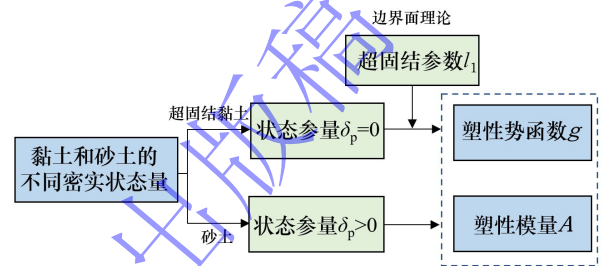 边界面理论
超固结参数l₁
超固结黏土
状态参量δₚ=0
塑性势函数g
黏土和砂土的
不同密实状态量
状态参量δₚ>0
塑性模量A
砂土
出版稿